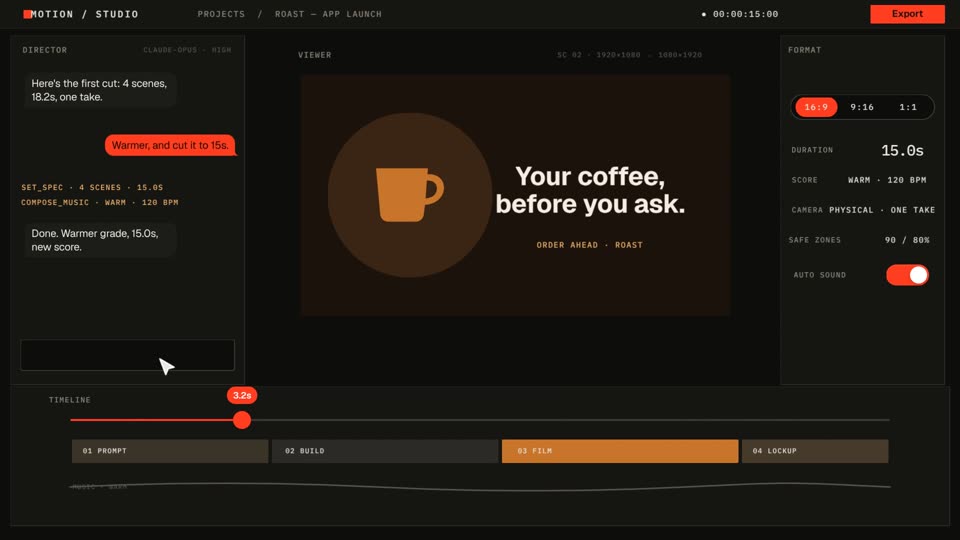 MOTION / STUDIO
PROJECTS / ROAST — APP LAUNCH
00:00:15:00
Export
DIRECTOR
CLAUDE-OPUS · HIGH
Here's the first cut: 4 scenes,
18.2s, one take.
Warmer, and cut it to 15s.
SET_SPEC · 4 SCENES · 15.0S
COMPOSE_MUSIC · WARM · 120 BPM
Done. Warmer grade, 15.0s,
new score.
VIEWER
SC 02 · 1920×1080 → 1080×1920
Your coffee,
before you ask.
ORDER AHEAD · ROAST
FORMAT
16:9
9:16
1:1
DURATION
15.0s
SCORE
WARM · 120 BPM
CAMERA
PHYSICAL · ONE TAKE
SAFE ZONES
90 / 80%
AUTO SOUND
TIMELINE
3.2s
01 PROMPT
02 BUILD
03 FILM
04 LOCKUP
MUSIC · WARM